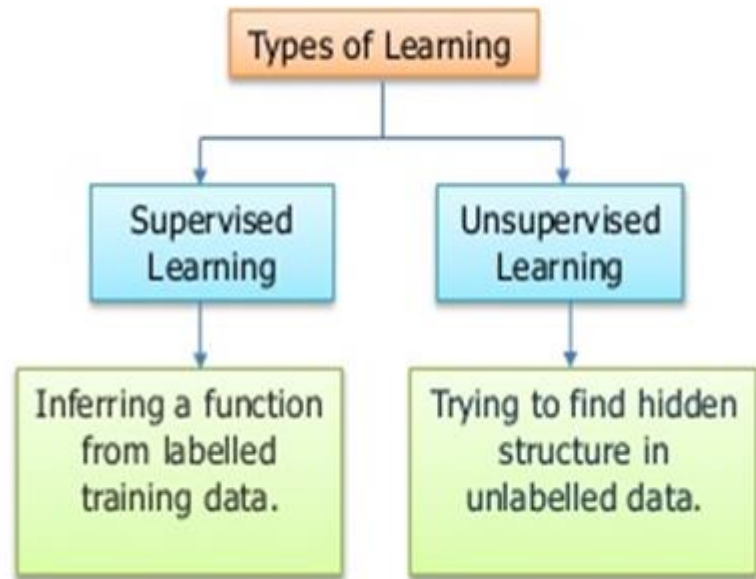 Types of Learning
Supervised
Learning
Unsupervised
Learning
Inferring a function
from labelled
training data.
Trying to find hidden
structure in
unlabelled data.